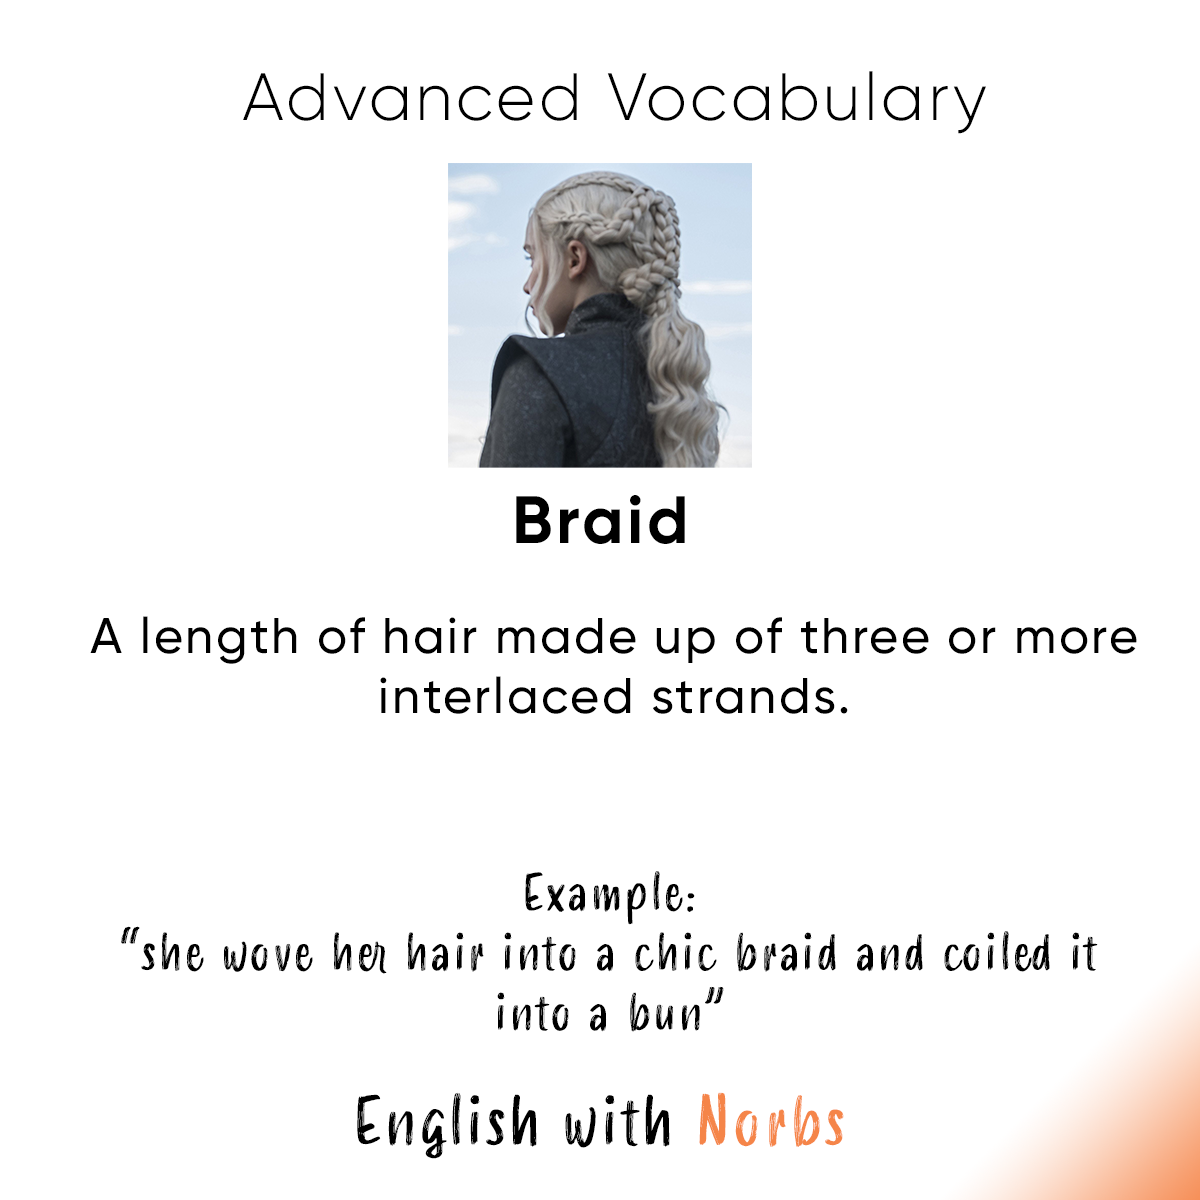 Advanced Vocabulary
Braid
A length of hair made up of three or more
interlaced strands.
Example:
"she wove her hair into a chic braid and coiled it
into a bun"
English with Norbs